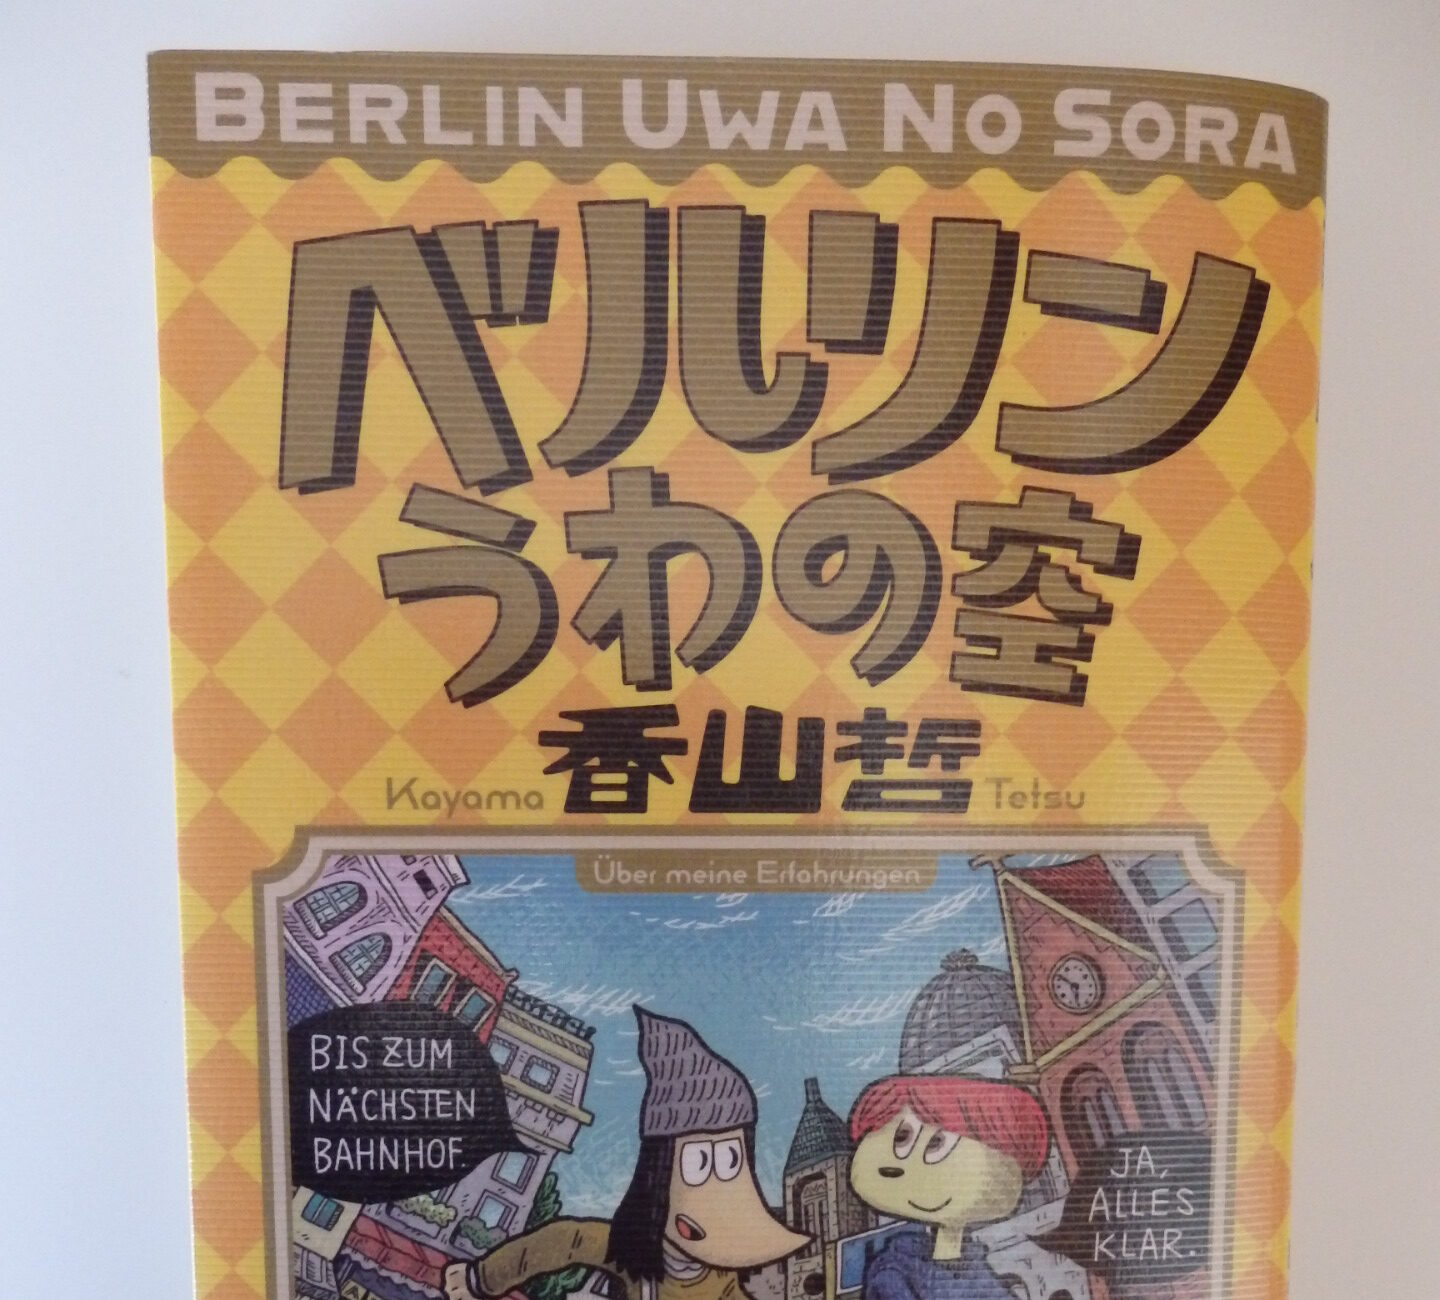 BERLIN UWA NO SORA
ベルリン
うわの空
香山哲
Kayama Tetsu
Über meine Erfahrungen
BIS ZUM
NÄCHSTEN
BAHNHOF.
JA,
ALLES
KLAR.